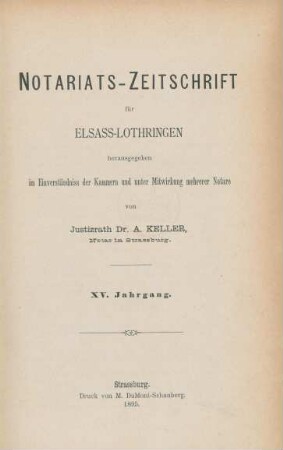 NOTARIATS-ZEITSCHRIFT
für
ELSASS-LOTHRINGEN
herausgegeben
im Einverständniss der Kammern und unter Mitwirkung mehrerer Notare
von
Justizrath Dr. A. KELLER,
Notar in Strassburg.
XV. Jahrgang.
Strassburg.
Druck von M. DuMont-Schauberg.
1895.